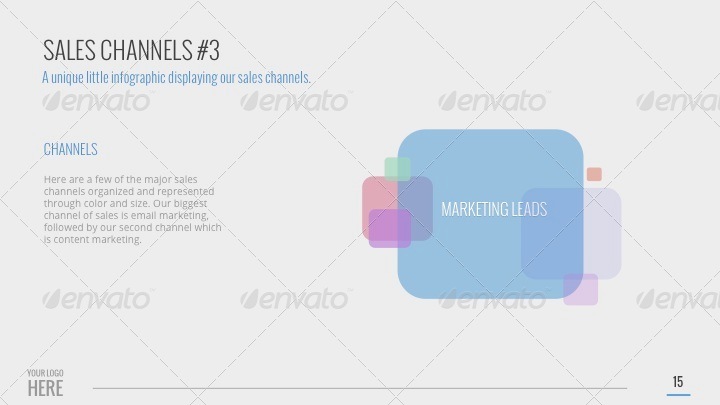 SALES CHANNELS #3
A unique little infographic displaying our sales channels.
envato envato envato enva
CHANNELS
Here are a few of the major sales
channels organized and represented
through color and size. Our biggest
channel of sales is email marketing,
followed by our second channel which
is content marketing.
MARKETING LEADS
envato envato envato enva
YOUR LOGO
HERE
15